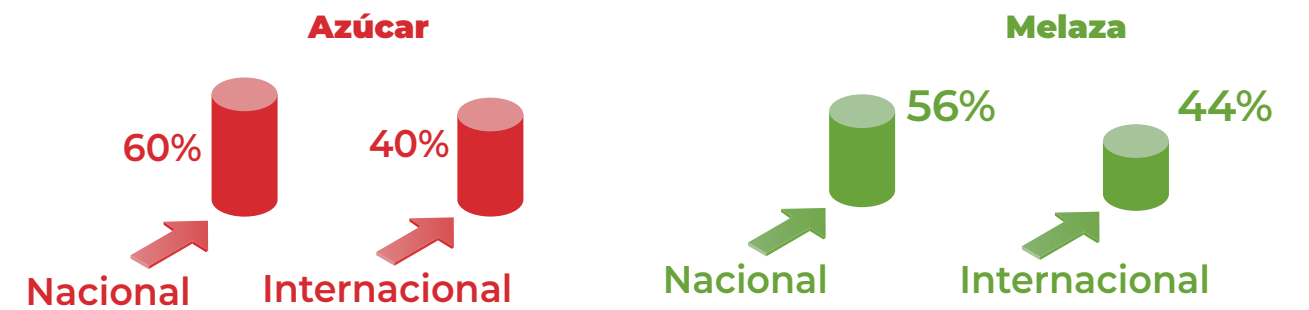 Azúcar
60%
40%
Nacional
Internacional
Melaza
56%
44%
Nacional
Internacional